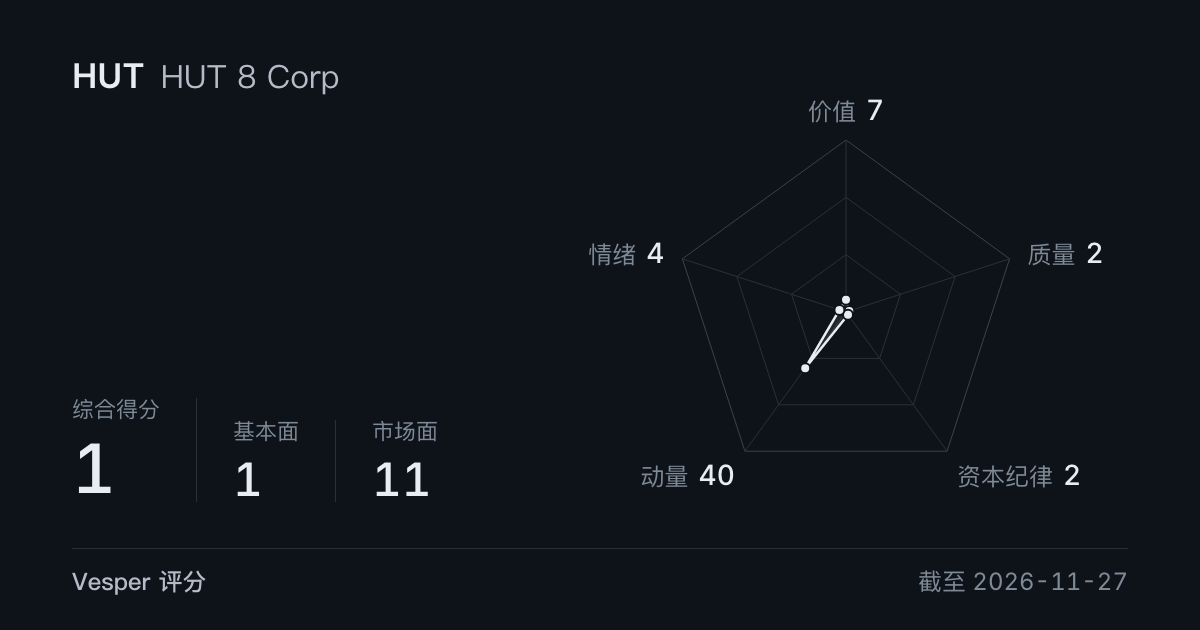 HUT HUT 8 Corp
价值 7
情绪 4
质量 2
动量 40
资本纪律 2
综合得分
1
基本面
1
市场面
11
Vesper 评分
截至 2026-11-27